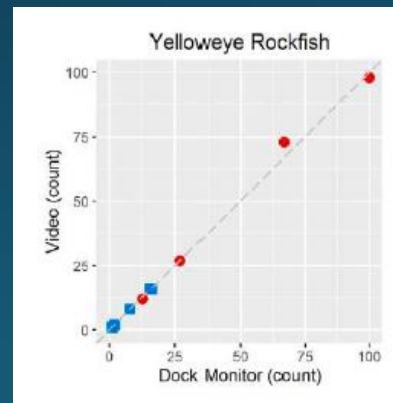 Yelloweye Rockfish
100
75
50
25
0
Video (count)
0 25 50 75 100
Dock Monitor (count)